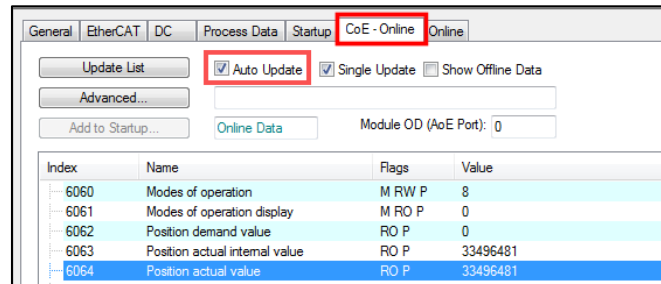 General EtherCAT DC Process Data Startup CoE - Online Online
Update List Auto Update Single Update Show Offline Data
Advanced...
Add to Startup... Online Data Module OD (AoE Port): 0
Index Name Flags Value
6060 Modes of operation M RW P 8
6061 Modes of operation display M RO P 0
6062 Position demand value RO P 0
6063 Position actual internal value RO P 33496481
6064 Position actual value RO P 33496481